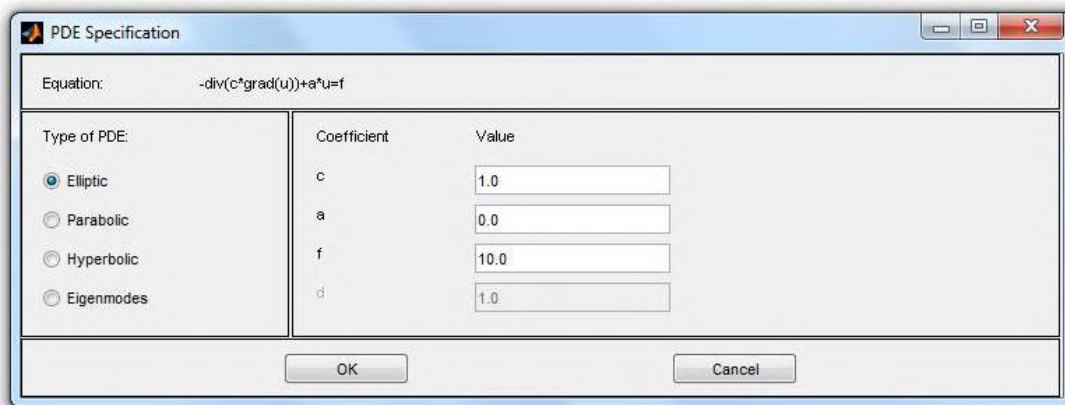 PDE Specification
Equation: -div(c*grad(u))+a*u=f
Type of PDE:
Elliptic
Parabolic
Hyperbolic
Eigenmodes
Coefficient Value
c 1.0
a 0.0
f 10.0
d 1.0
OK Cancel